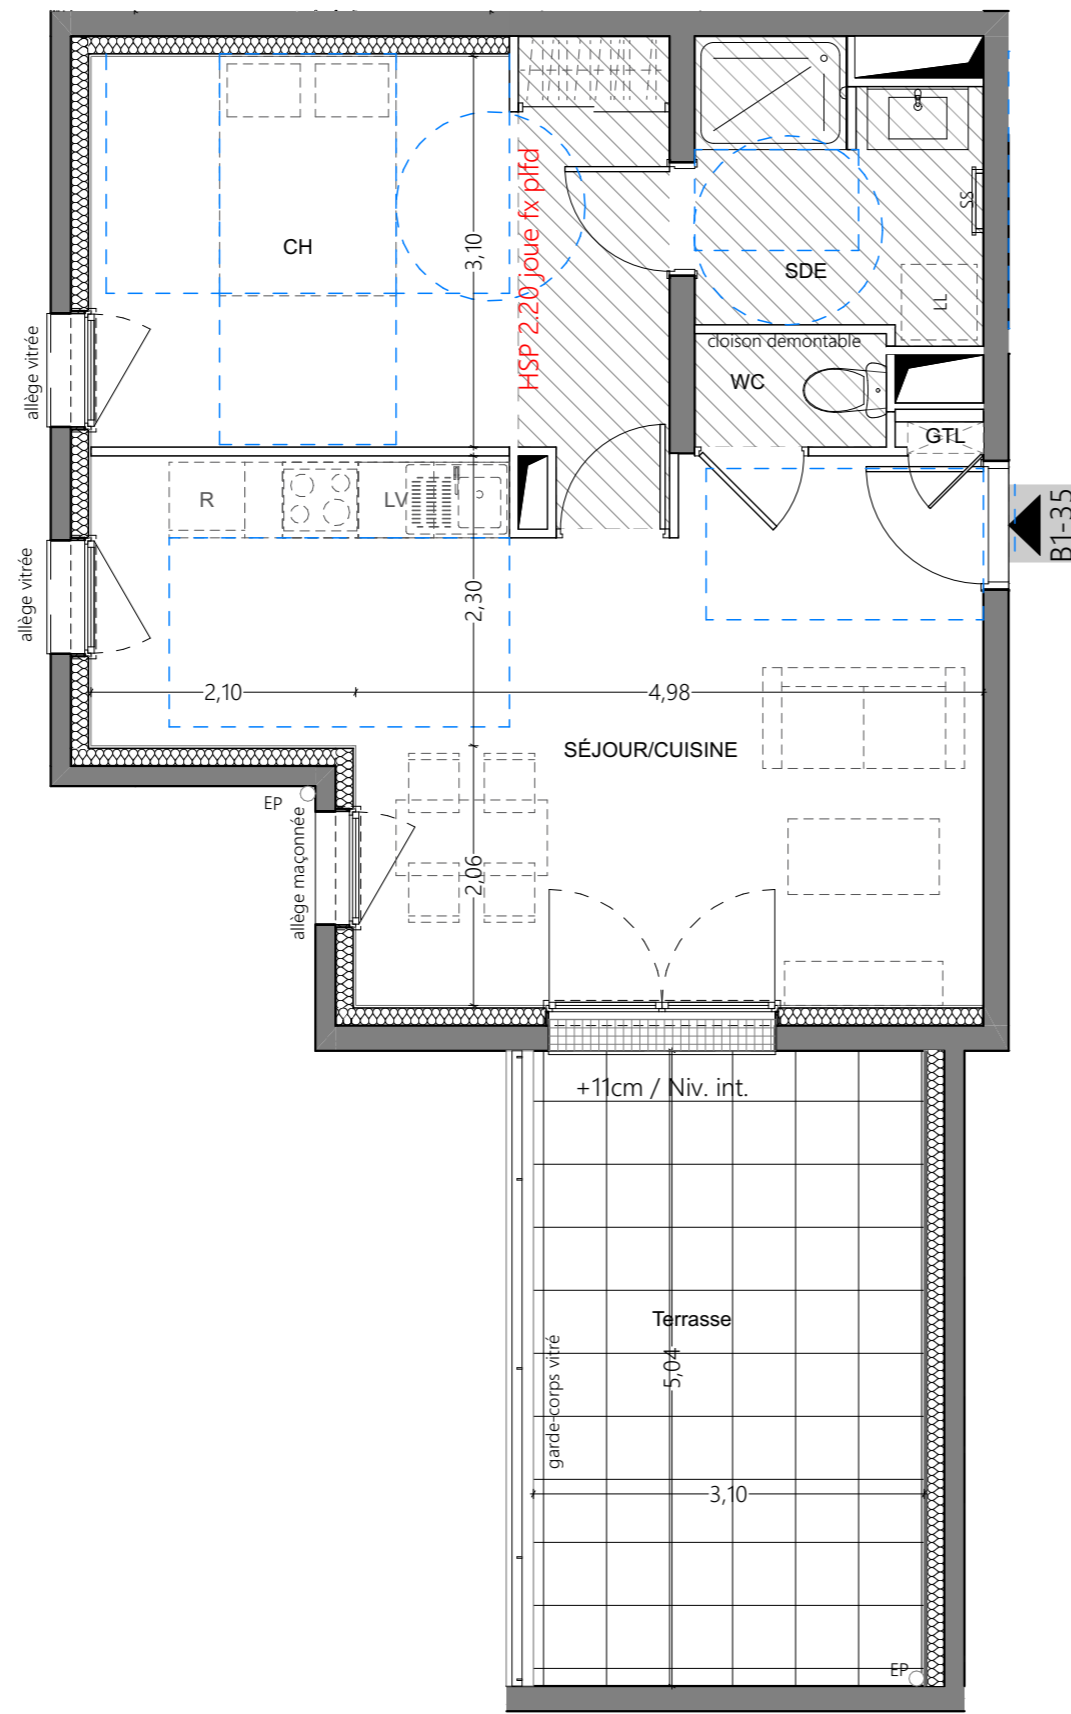 CH
3,10
HSP 2.20 joue fx plfd
SDE
SS
LL
cloison démontable
WC
GTL
B1-35
allège vitrée
R
LV
allège vitrée
2,30
2,10
4,98
SÉJOUR/CUISINE
EP
allège maçonnée
2,06
+11cm / Niv. int.
Terrasse
5,04
garde-corps vitré
3,10
EP